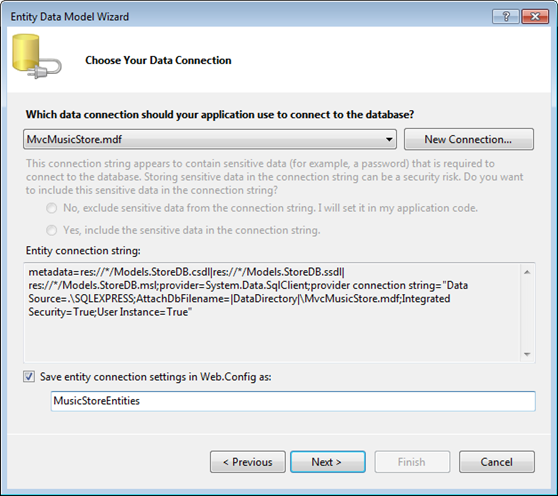 Entity Data Model Wizard
Choose Your Data Connection
Which data connection should your application use to connect to the database?
MvcMusicStore.mdf
New Connection...
This connection string appears to contain sensitive data (for example, a password) that is required to
connect to the database. Storing sensitive data in the connection string can be a security risk. Do you want
to include this sensitive data in the connection string?
No, exclude sensitive data from the connection string. I will set it in my application code.
Yes, include the sensitive data in the connection string.
Entity connection string:
metadata=res://*/Models.StoreDB.csdl|res://*/Models.StoreDB.ssdl|
res://*/Models.StoreDB.msl;provider=System.Data.SqlClient;provider connection string="Data
Source=.\SQLEXPRESS;AttachDbFilename=|DataDirectory|\MvcMusicStore.mdf;Integrated
Security=True;User Instance=True"
Save entity connection settings in Web.Config as:
MusicStoreEntities
< Previous
Next >
Finish
Cancel